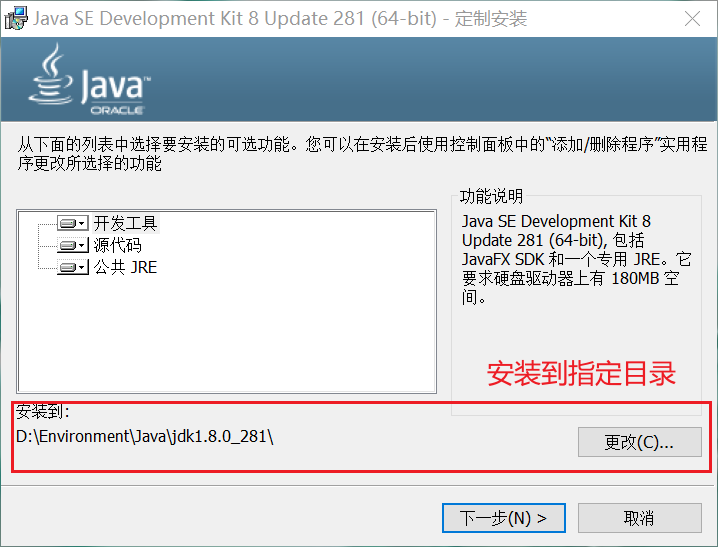 Java SE Development Kit 8 Update 281 (64-bit) - 定制安装
Java™
ORACLE
从下面的列表中选择要安装的可选功能。您可以在安装后使用控制面板中的“添加/删除程序”实用程
序更改所选择的功能
开发工具
源代码
公共 JRE
功能说明
Java SE Development Kit 8
Update 281 (64-bit), 包括
JavaFX SDK 和一个专用 JRE。它
要求硬盘驱动器上有 180MB 空
间。
安装到指定目录
安装到:
D:\Environment\Java\jdk1.8.0_281\
更改(C)...
下一步(N) >
取消